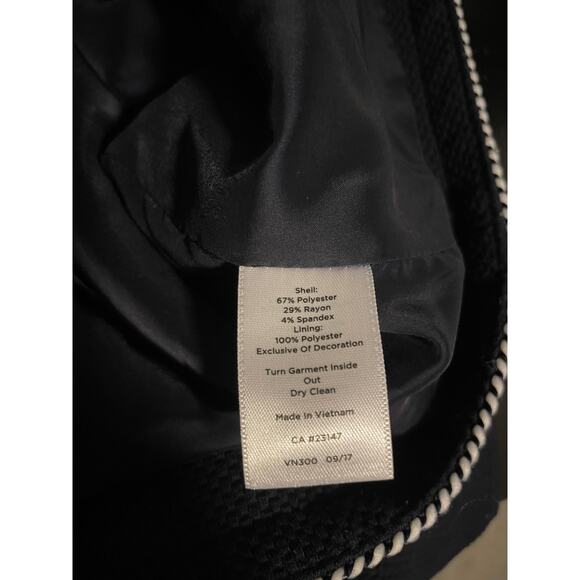 Shell:
67% Polyester
29% Rayon
4% Spandex
Lining:
100% Polyester
Exclusive Of Decoration
Turn Garment Inside
Out
Dry Clean
Made in Vietnam
CA #23147
VN300 09/17